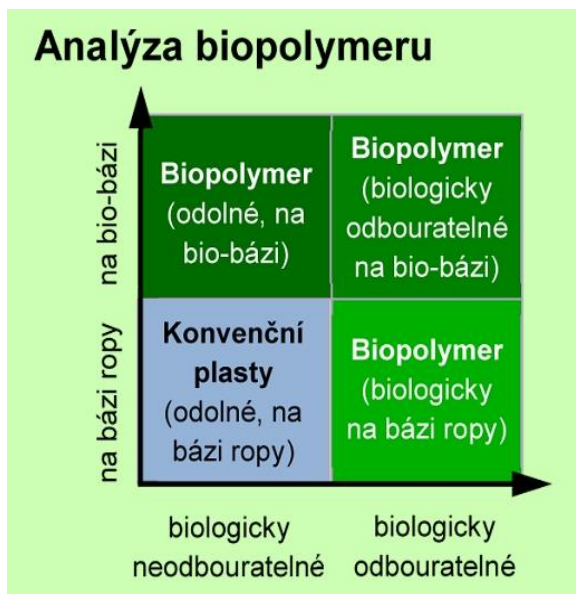 Analýza biopolymeru
na bio-bázi
Biopolymer
(odolné, na
bio-bázi)
Biopolymer
(biologicky
odbouratelné
na bio-bázi)
na bázi ropy
Konvenční
plasty
(odolné, na
bázi ropy)
Biopolymer
(biologicky
na bázi ropy)
biologicky
neodbouratelné
biologicky
odbouratelné